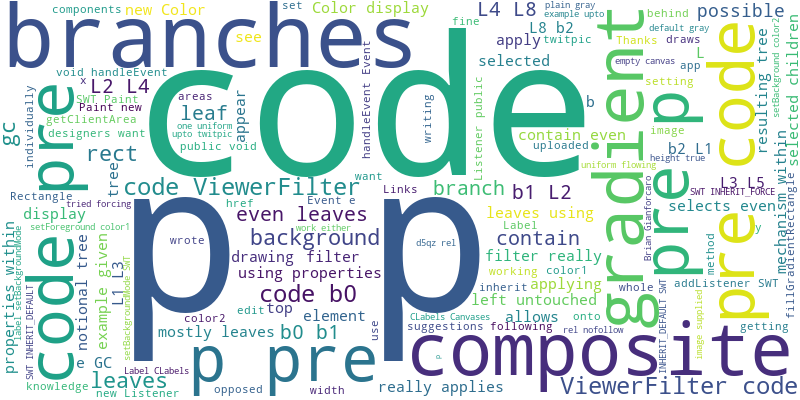 components
new Color
set
Color display
L4 L8
plain gray
example upto
behind
possible
branches
see
fine
L8 b2
twitpic
default gray
Thanks
draws
void handleEvent
apply
selected
L
x
L2 L4
areas
code
empty canvas
app
SWT Paint
Paint new
appear
handleEvent Event
writing
Listener public
b
setting
gc
individually
getClientArea
leaf
cone uniform
upto twitpic
designers want
public void
contain even
image
uploaded
gradient
pre code
resulting tree
selected children
setBackground color2
rect
tree
want
b2 L1
uniform flowing
height true
mechanism within
code pre
Rectangle
code ViewerFilter
Links
branch
b1 L2
L3 L5
SWT INHERIT_FORCE
tried forcing
href
Event e
Label
leaves using
selects even
display
setForeground color1
wrote
even leaves
work either
background
d5qz rel
contain
filter really
Brian Gianforcaro
method
y
properties within
SWT INHERIT_DEFAULT
label setBackgroundMode
L1 L3
notional tree
example given
setBackgroundMode SWT
drawing filter
using properties
p p
working
color1
applying
inherit
whole
addListener SWT
fillGradientRectangle
code b0
left untouched
color2
edit
top
element
CLabels Canvases
allows
onto
getting
e GC
mostly leaves
b0 b1
use
suggestions
following
rel nofollow
INHERIT_DEFAULT SWT
image supplied
knowledge
leaves
Label CLabels
new Listener
opposed
p pre
width
really applies
composite
ViewerFilter code